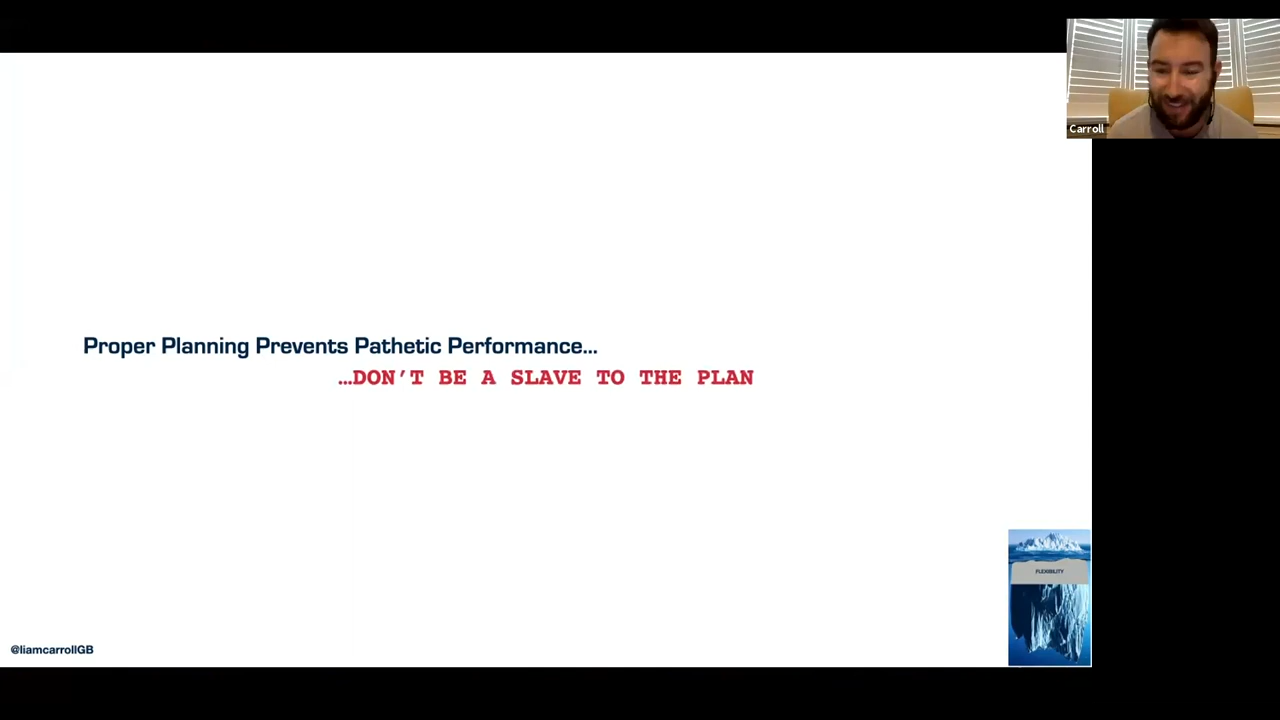 Carroll
Proper Planning Prevents Pathetic Performance...
...DON'T BE A SLAVE TO THE PLAN
FLEXIBILITY
@liamcarrollGB